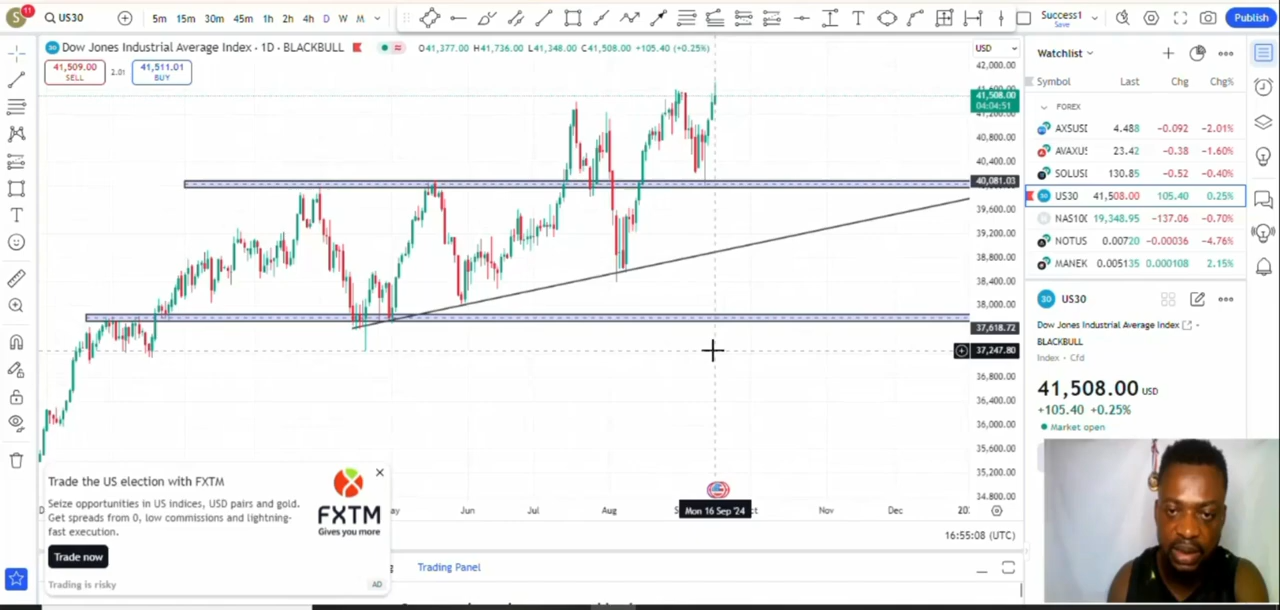 S 11 US30 5m 15m 30m 45m 1h 2h 4h D W M Success1 Save Publish
30 Dow Jones Industrial Average Index · 1D · BLACKBULL O41,377.00 H41,736.00 L41,348.00 C41,508.00 +105.40 (+0.25%) USD
41,509.00 SELL 2.01 41,511.01 BUY
42,000.00
41,508.00
04:04:51
40,800.00
40,400.00
40,081.03
39,600.00
39,200.00
38,800.00
38,400.00
38,000.00
37,618.72
37,247.80
36,800.00
36,400.00
36,000.00
35,600.00
35,200.00
34,800.00
Jun Jul Aug Mon 16 Sep '24 Nov Dec
16:55:08 (UTC)
Trade the US election with FXTM
Seize opportunities in US indices, USD pairs and gold.
Get spreads from 0, low commissions and lightning-
fast execution.
FXTM
Gives you more
Trade now
Trading is risky
AD
Trading Panel
Watchlist
Symbol Last Chg Chg%
FOREX
AXSUSI 4.488 -0.092 -2.01%
AVAXU 23.42 -0.38 -1.60%
SOLUSI 130.85 -0.52 -0.40%
US30 41,508.00 105.40 0.25%
NAS100 19,348.95 -137.06 -0.70%
NOTUS 0.00720 -0.00036 -4.76%
MANEK 0.005135 0.000108 2.15%
30 US30
Dow Jones Industrial Average Index ·
BLACKBULL
Index · Cfd
41,508.00 USD
+105.40 +0.25%
Market open